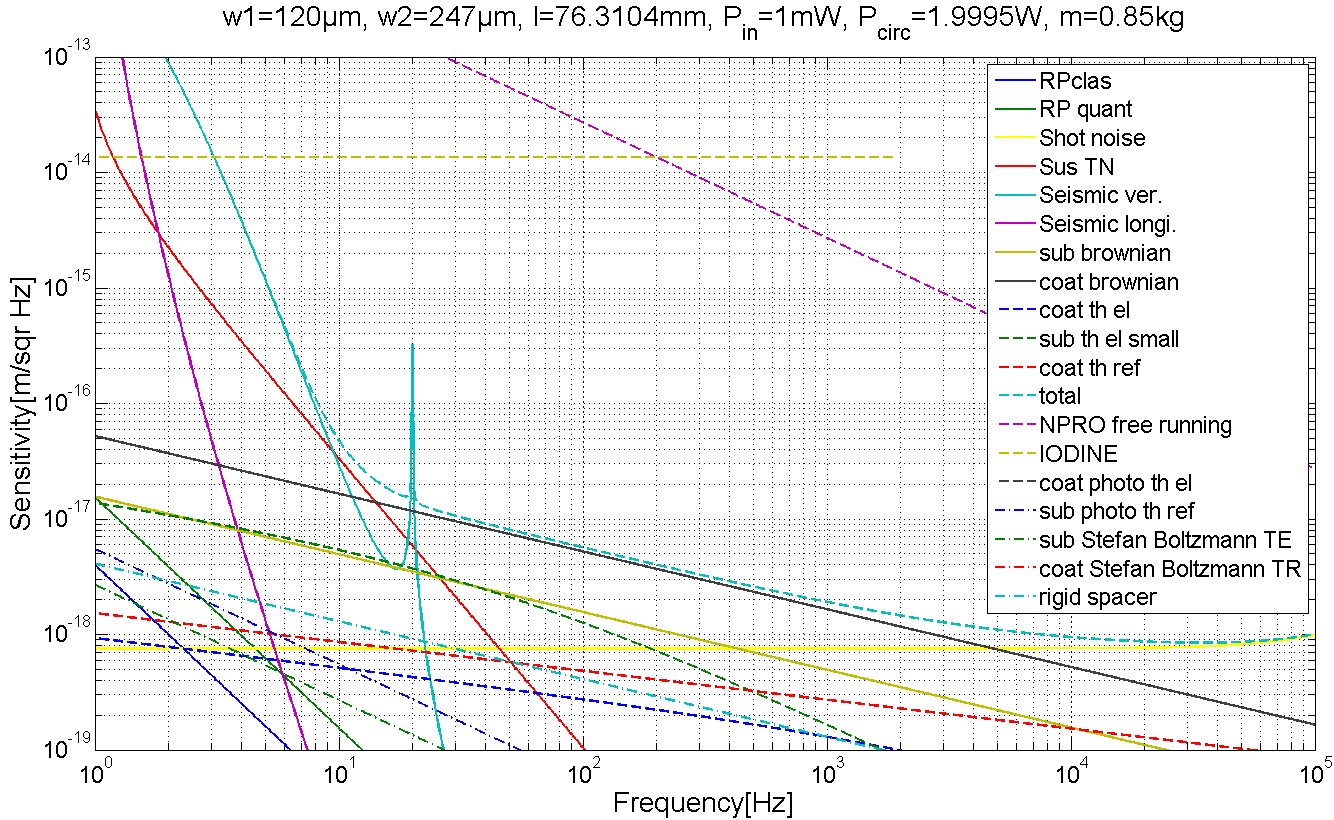 w1=120µm, w2=247µm, l=76.3104mm, P_in=1mW, P_circ=1.9995W, m=0.85kg
10^-13
10^-14
10^-15
10^-16
10^-17
10^-18
10^-19
Sensitivity[m/sqr Hz]
RPclas
RP quant
Shot noise
Sus TN
Seismic ver.
Seismic longi.
sub brownian
coat brownian
coat th el
sub th el small
coat th ref
total
NPRO free running
IODINE
coat photo th el
sub photo th ref
sub Stefan Boltzmann TE
coat Stefan Boltzmann TR
rigid spacer
10^0 10^1 10^2 10^3 10^4 10^5
Frequency[Hz]